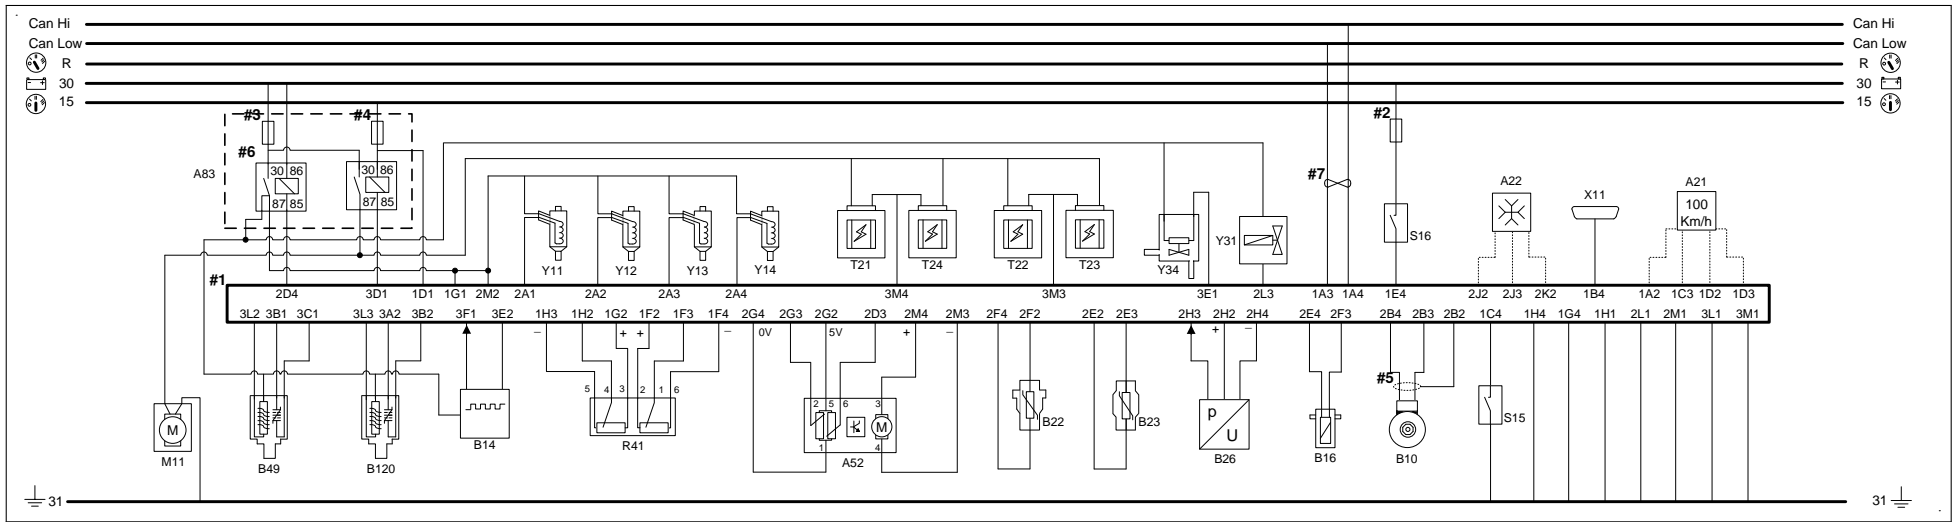 Can Hi Can Hi
Can Low Can Low
R R
30 30
15 15
#3 #4 #2
#6
30 86 30 86
A83
87 85 87 85
#7
A22 X11 A21
100
Km/h
S16
Y11 Y12 Y13 Y14 T21 T24 T22 T23 Y34 Y31
#1
2D4 3D1 1D1 1G1 2M2 2A1 2A2 2A3 2A4 3M4 3M3 3E1 2L3 1A3 1A4 1E4 2J2 2J3 2K2 1B4 1A2 1C3 1D2 1D3
3L2 3B1 3C1 3L3 3A2 3B2 3F1 3E2 1H3 1H2 1G2 1F2 1F3 1F4 2G4 2G3 2G2 2D3 2M4 2M3 2F4 2F2 2E2 2E3 2H3 2H2 2H4 2E4 2F3 2B4 2B3 2B2 1C4 1H4 1G4 1H1 2L1 2M1 3L1 3M1
– + + – 0V 5V + – + –
#5
5 4 3 2 1 6
2 5 6 3
M
1 4
M
p
U
S15
B22 B23
M11 B49 B120 B14 R41 A52 B26 B16 B10
31 31